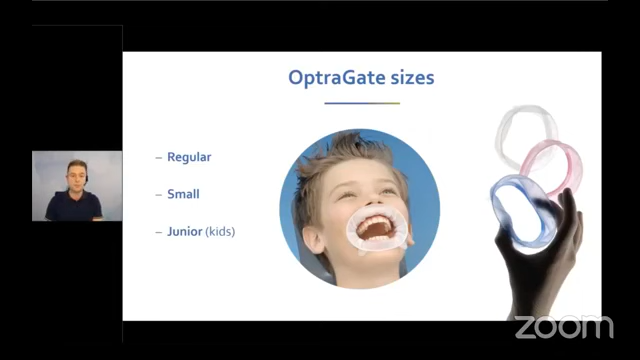 OptraGate sizes
– Regular
– Small
– Junior (kids)
zoom